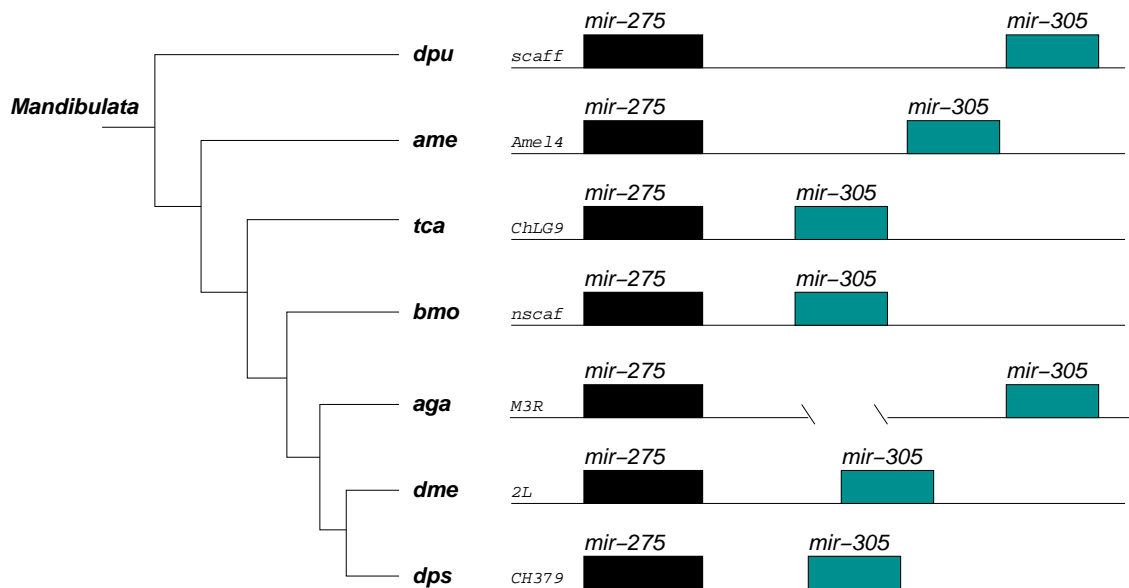 mir−275 mir−305
dpu scaff
Mandibulata
mir−275 mir−305
ame Amel4
mir−275 mir−305
tca ChLG9
mir−275 mir−305
bmo nscaf
mir−275 mir−305
aga M3R
mir−275 mir−305
dme 2L
mir−275 mir−305
dps CH379